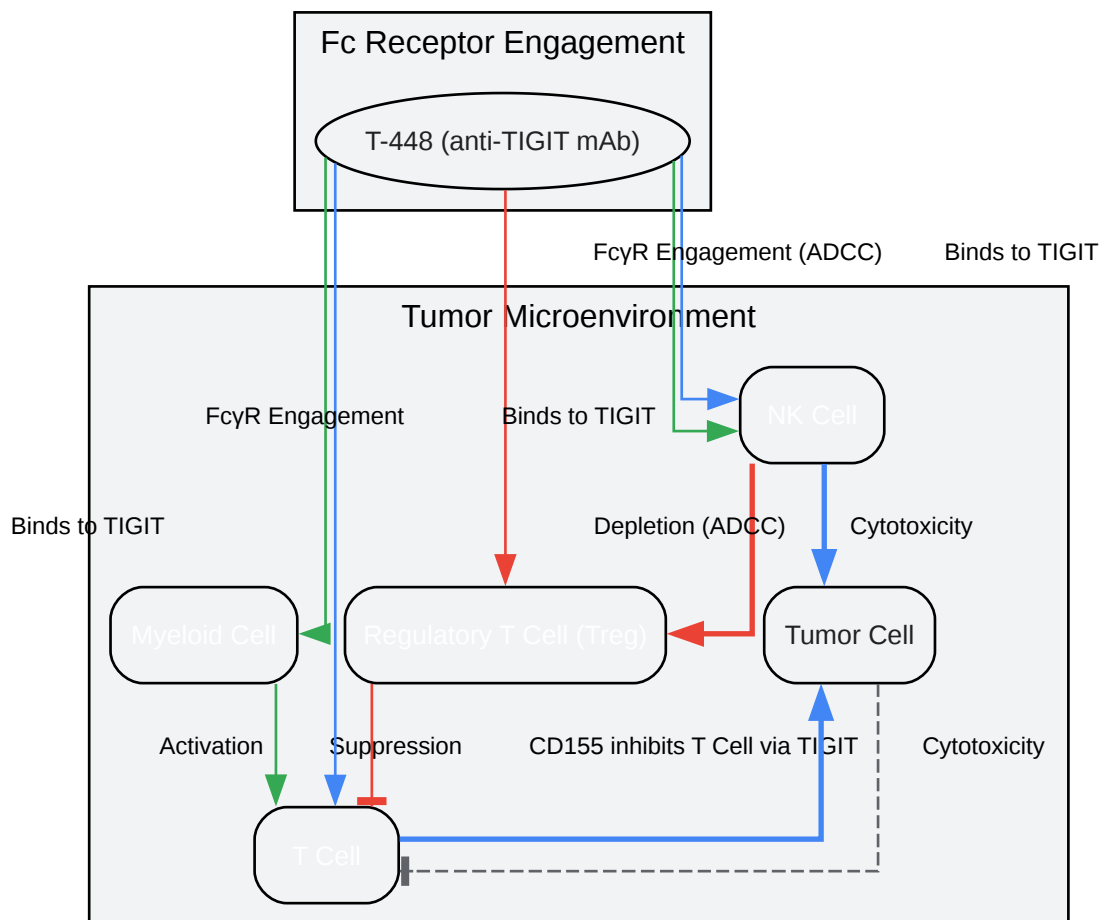 Fc Receptor Engagement
T-448 (anti-TIGIT mAb)
FcγR Engagement (ADCC)
Binds to TIGIT
Tumor Microenvironment
NK Cell
FcγR Engagement
Binds to TIGIT
Binds to TIGIT
Depletion (ADCC)
Cytotoxicity
Myeloid Cell
Regulatory T Cell (Treg)
Tumor Cell
Activation
Suppression
CD155 inhibits T Cell via TIGIT
Cytotoxicity
T Cell